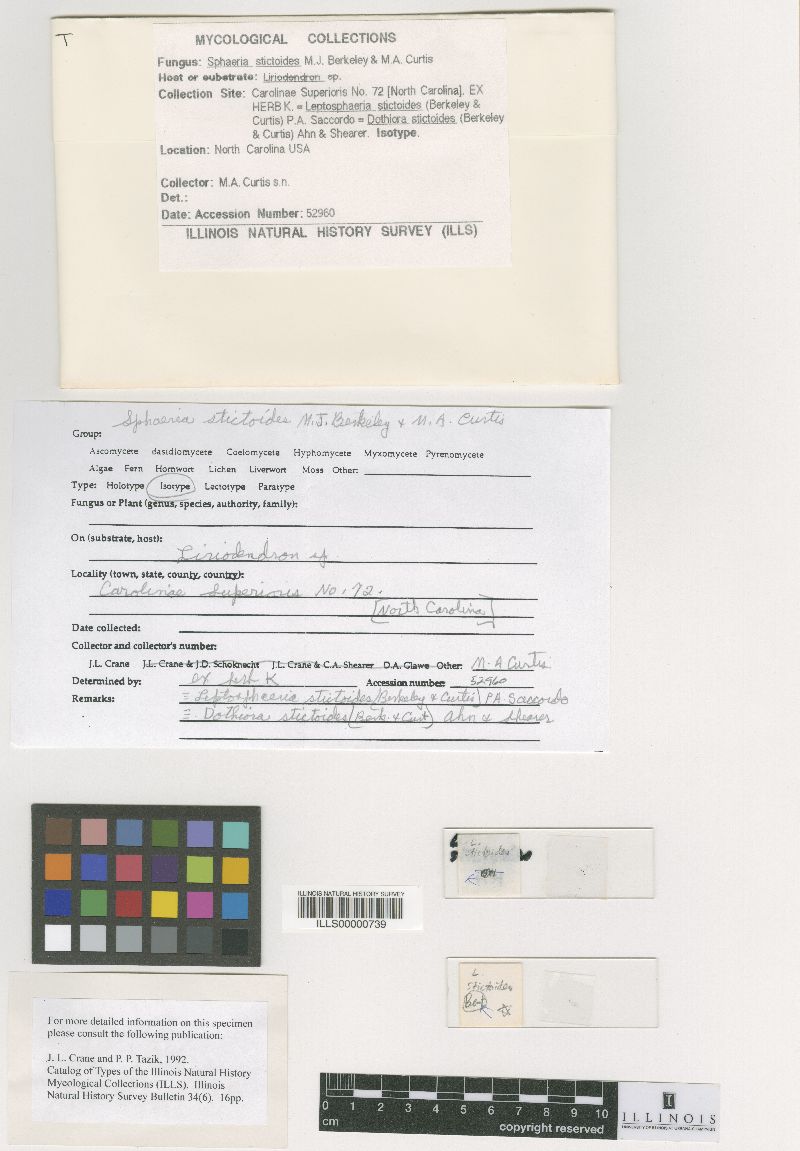 T
MYCOLOGICAL COLLECTIONS
Fungus: Sphaeria stictoides M.J. Berkeley & M.A. Curtis
Host or substrate: Liriodendron sp.
Collection Site: Carolinae Superioris No. 72 [North Carolina], EX
HERB K. = Leptosphaeria stictoides (Berkeley &
Curtis) P.A. Saccordo = Dothiora stictoides (Berkeley
& Curtis) Ahn & Shearer. Isotype.
Location: North Carolina USA
Collector: M.A. Curtis s.n.
Det.:
Date: Accession Number: 52960
ILLINOIS NATURAL HISTORY SURVEY (ILLS)
Sphaeria stictoides M.J. Berkeley & M.A. Curtis
Group:
Ascomycete Basidiomycete Coelomycete Hyphomycete Myxomycete Pyrenomycete
Algae Fern Hornwort Lichen Liverwort Moss Other:
Type: Holotype Isotype Lectotype Paratype
Fungus or Plant (genus, species, authority, family):
On (substrate, host):
Liriodendron sp.
Locality (town, state, county, country):
Carolinae Superioris No. 72.
[North Carolina]
Date collected:
Collector and collector's number:
J.L. Crane J.L. Crane & J.D. Schoknecht J.L. Crane & C.A. Shearer D.A. Glawe Other: M.A Curtis
Determined by: ex herb K Accession number 52960
Remarks: = Leptosphaeria stictoides (Berkeley & Curtis) P.A. Saccordo
= Dothiora stictoides (Berk. & Curt.) Ahn & Shearer
L.
stictoides
ILLINOIS NATURAL HISTORY SURVEY
ILLS00000739
L
stictoides
For more detailed information on this specimen
please consult the following publication:
J. L. Crane and P. P. Tazik. 1992.
Catalog of Types of the Illinois Natural History
Mycological Collections (ILLS). Illinois
Natural History Survey Bulletin 34(6). 16pp.
0 1 2 3 4 5 6 7 8 9 10
cm
copyright reserved
I
ILLINOIS
UNIVERSITY OF ILLINOIS AT URBANA-CHAMPAIGN